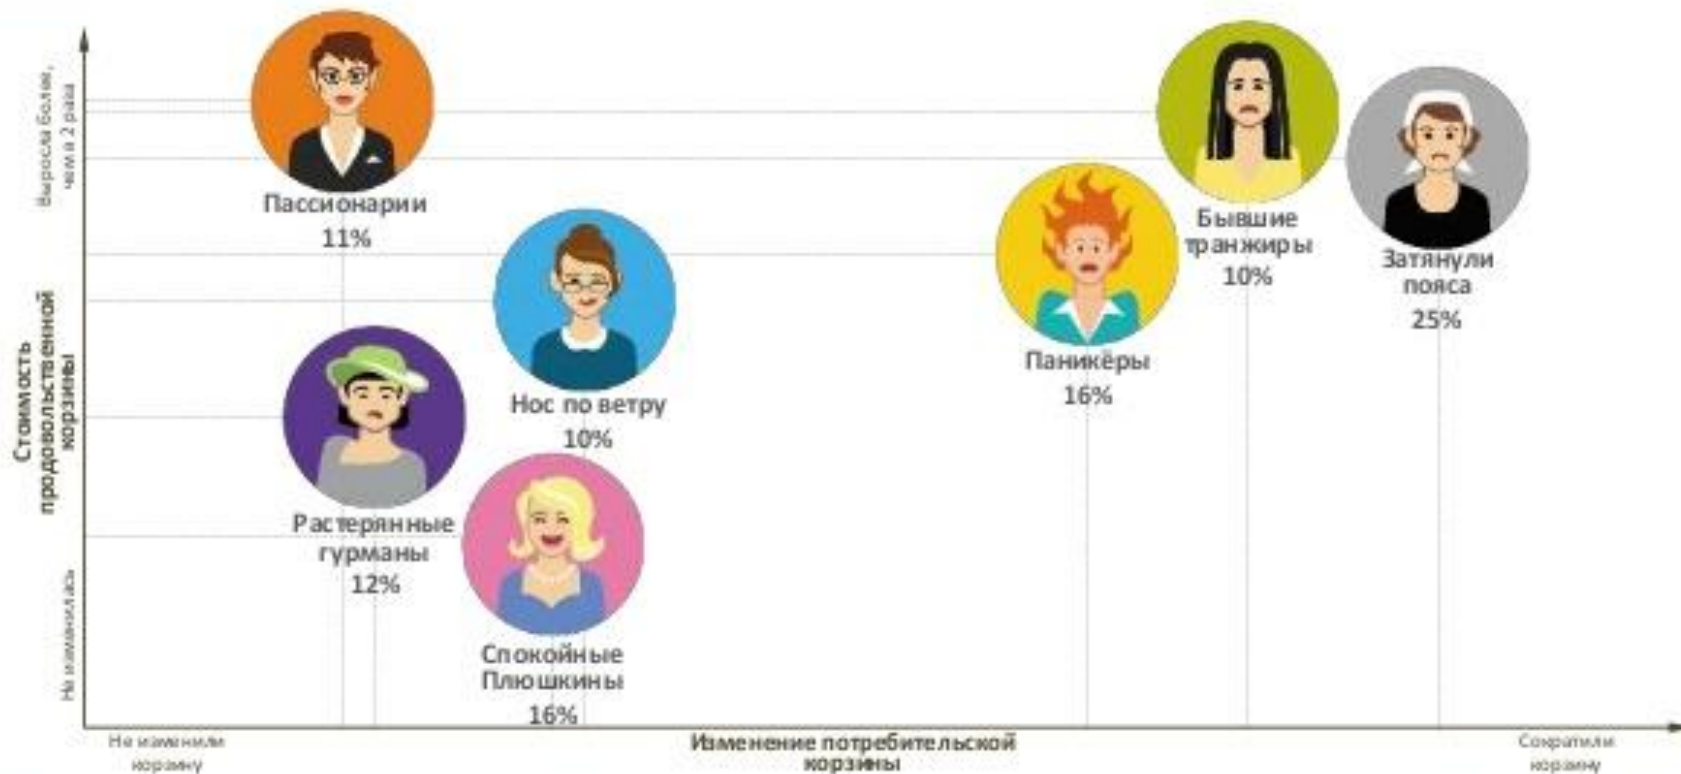 Выросла более,
чем в 2 раза
Стоимость
продовольственной
корзины
Не изменилась
Пассионарии
11%
Нос по ветру
10%
Растерянные
гурманы
12%
Спокойные
Плюшкины
16%
Паникёры
16%
Бывшие
транжиры
10%
Затянули
пояса
25%
Не изменили
корзину
Изменение потребительской
корзины
Сократили
корзину